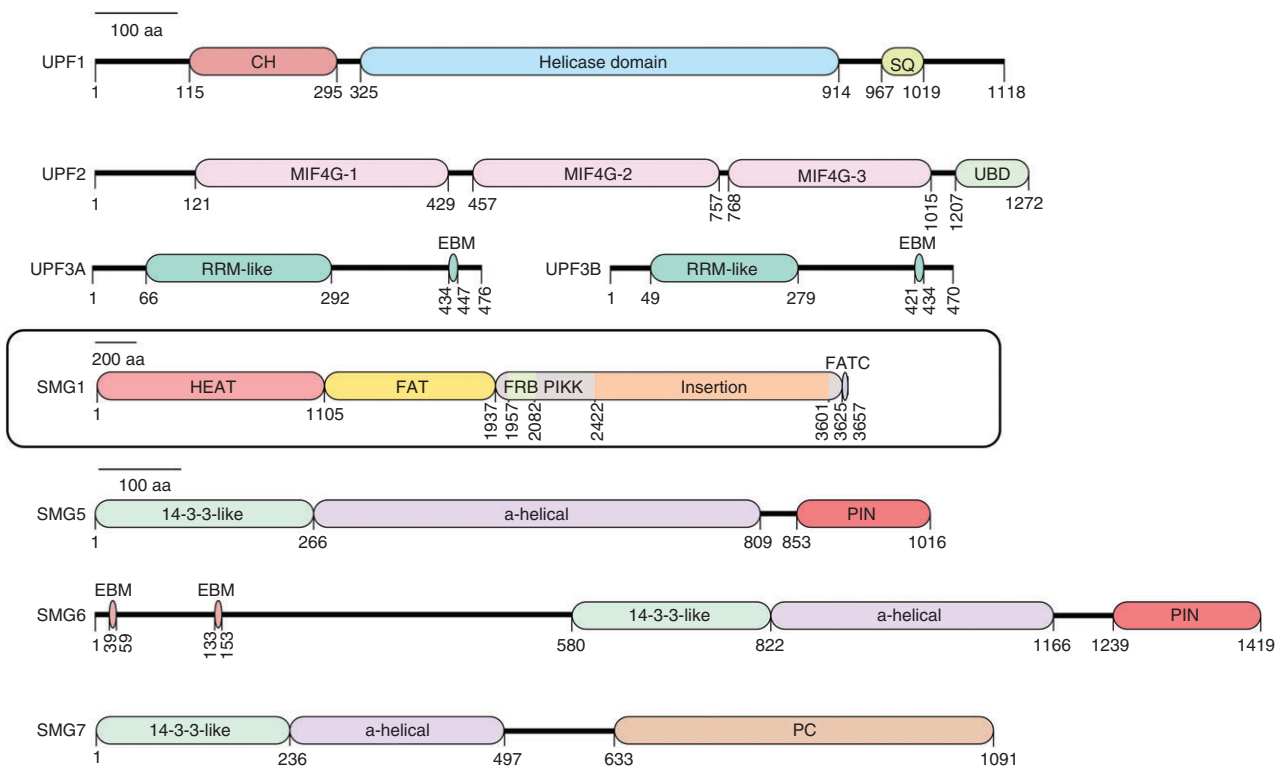 100 aa
UPF1 CH Helicase domain SQ
1 115 295 325 914 967 1019 1118
UPF2 MIF4G-1 MIF4G-2 MIF4G-3 UBD
1 121 429 457 757 768 1015 1207 1272
EBM EBM
UPF3A RRM-like UPF3B RRM-like
1 66 292 434 447 476 1 49 279 421 434 470
200 aa FATC
SMG1 HEAT FAT FRB PIKK Insertion
1 1105 1937 1957 2082 2422 3601 3625 3657
100 aa
SMG5 14-3-3-like a-helical PIN
1 266 809 853 1016
EBM EBM
SMG6 14-3-3-like a-helical PIN
1 39 59 133 153 580 822 1166 1239 1419
SMG7 14-3-3-like a-helical PC
1 236 497 633 1091